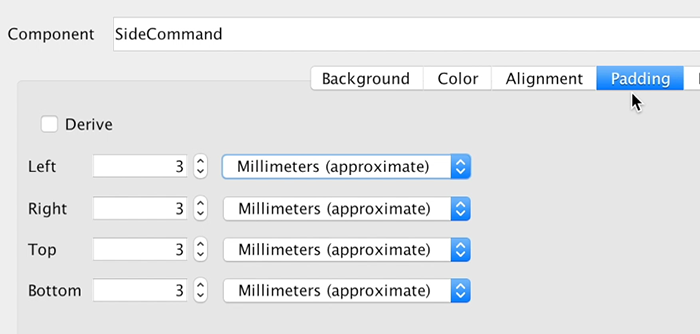 Component SideCommand
Background Color Alignment Padding
Derive
Left 3 Millimeters (approximate)
Right 3 Millimeters (approximate)
Top 3 Millimeters (approximate)
Bottom 3 Millimeters (approximate)